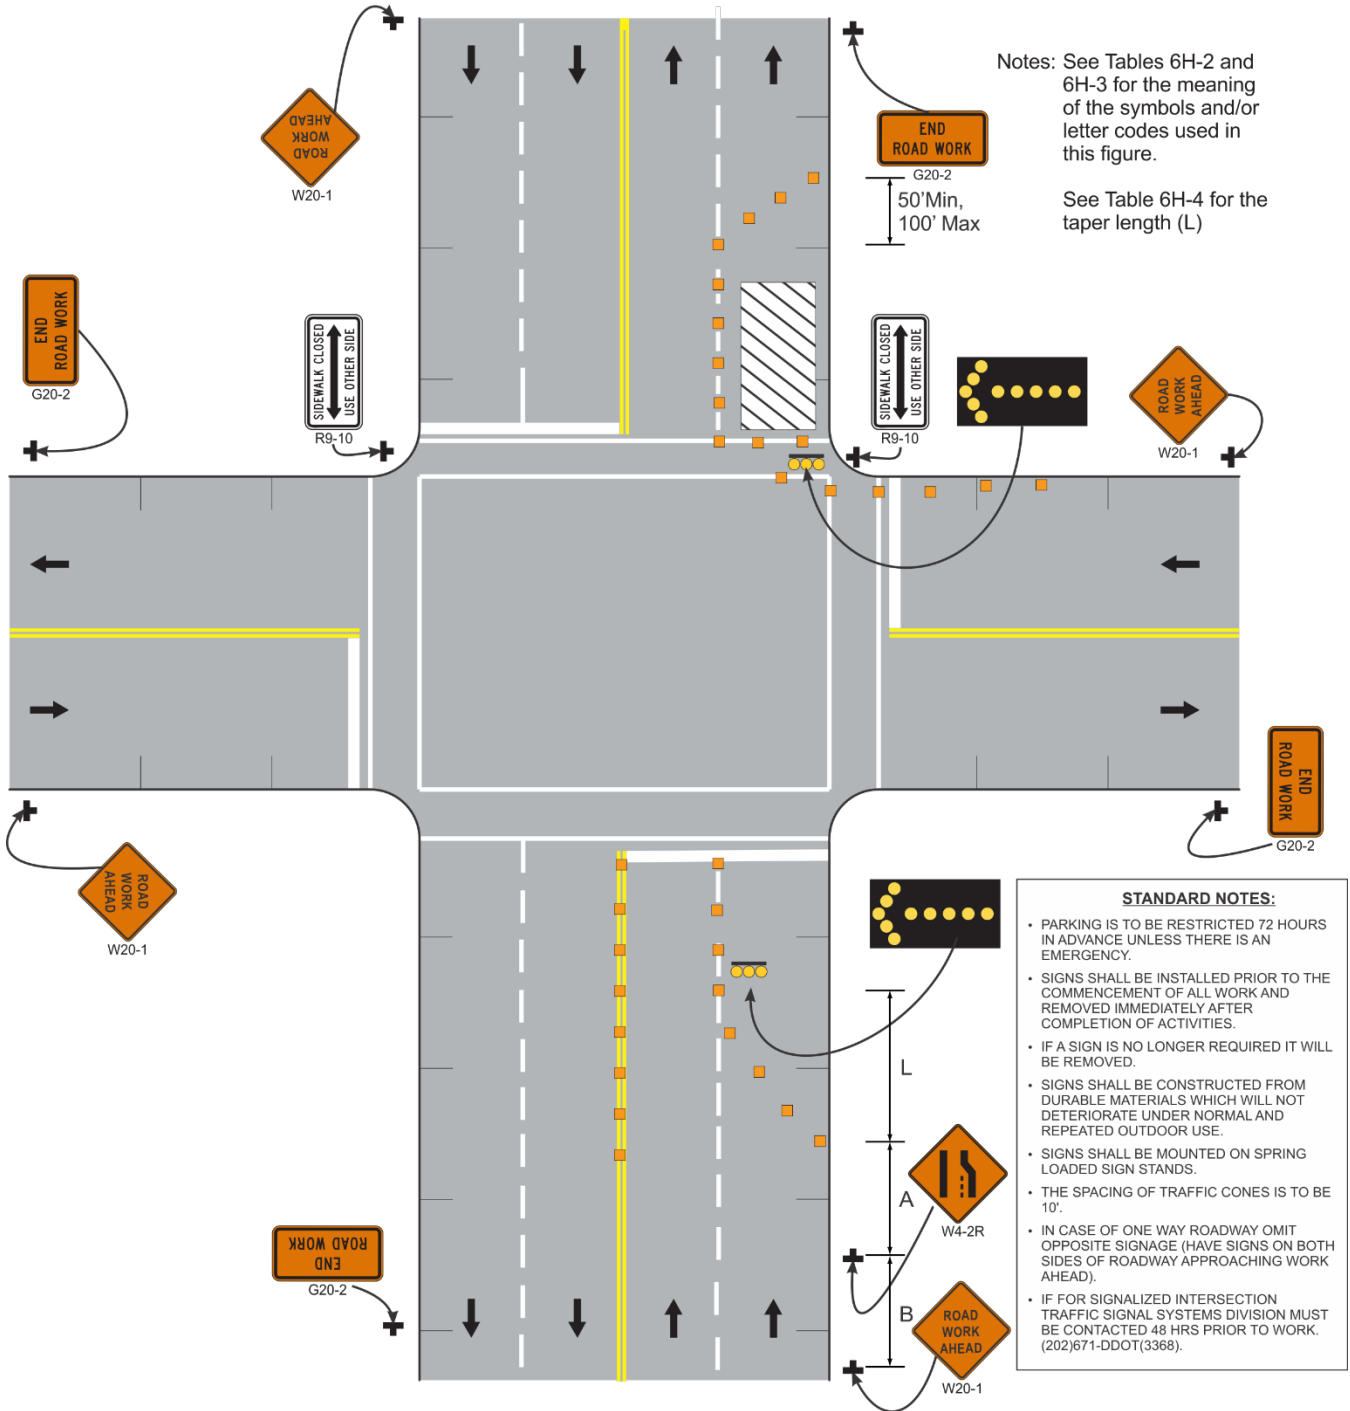 Notes: See Tables 6H-2 and
6H-3 for the meaning
of the symbols and/or
letter codes used in
this figure.
See Table 6H-4 for the
taper length (L)
ROAD
WORK
AHEAD
W20-1
END
ROAD WORK
G20-2
50'Min,
100' Max
END
ROAD WORK
G20-2
SIDEWALK CLOSED
USE OTHER SIDE
R9-10
SIDEWALK CLOSED
USE OTHER SIDE
R9-10
ROAD
WORK
AHEAD
W20-1
END
ROAD WORK
G20-2
ROAD
WORK
AHEAD
W20-1
L
A
W4-2R
B
END
ROAD WORK
G20-2
ROAD
WORK
AHEAD
W20-1
STANDARD NOTES:
• PARKING IS TO BE RESTRICTED 72 HOURS
IN ADVANCE UNLESS THERE IS AN
EMERGENCY.
• SIGNS SHALL BE INSTALLED PRIOR TO THE
COMMENCEMENT OF ALL WORK AND
REMOVED IMMEDIATELY AFTER
COMPLETION OF ACTIVITIES.
• IF A SIGN IS NO LONGER REQUIRED IT WILL
BE REMOVED.
• SIGNS SHALL BE CONSTRUCTED FROM
DURABLE MATERIALS WHICH WILL NOT
DETERIORATE UNDER NORMAL AND
REPEATED OUTDOOR USE.
• SIGNS SHALL BE MOUNTED ON SPRING
LOADED SIGN STANDS.
• THE SPACING OF TRAFFIC CONES IS TO BE
10'.
• IN CASE OF ONE WAY ROADWAY OMIT
OPPOSITE SIGNAGE (HAVE SIGNS ON BOTH
SIDES OF ROADWAY APPROACHING WORK
AHEAD).
• IF FOR SIGNALIZED INTERSECTION
TRAFFIC SIGNAL SYSTEMS DIVISION MUST
BE CONTACTED 48 HRS PRIOR TO WORK.
(202)671-DDOT(3368).